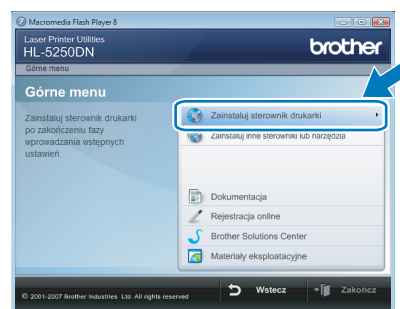 Macromedia Flash Player 8
Laser Printer Utilities
HL-5250DN
brother
Górne menu
Górne menu
Zainstaluj sterownik drukarki
po zakończeniu fazy
wprowadzania wstępnych
ustawień.
Zainstaluj sterownik drukarki
Zainstaluj inne sterowniki lub narzędzia
Dokumentacja
Rejestracja online
Brother Solutions Center
Materiały eksploatacyjne
© 2001-2007 Brother Industries Ltd. All rights reserved
Wstecz
Zakończ